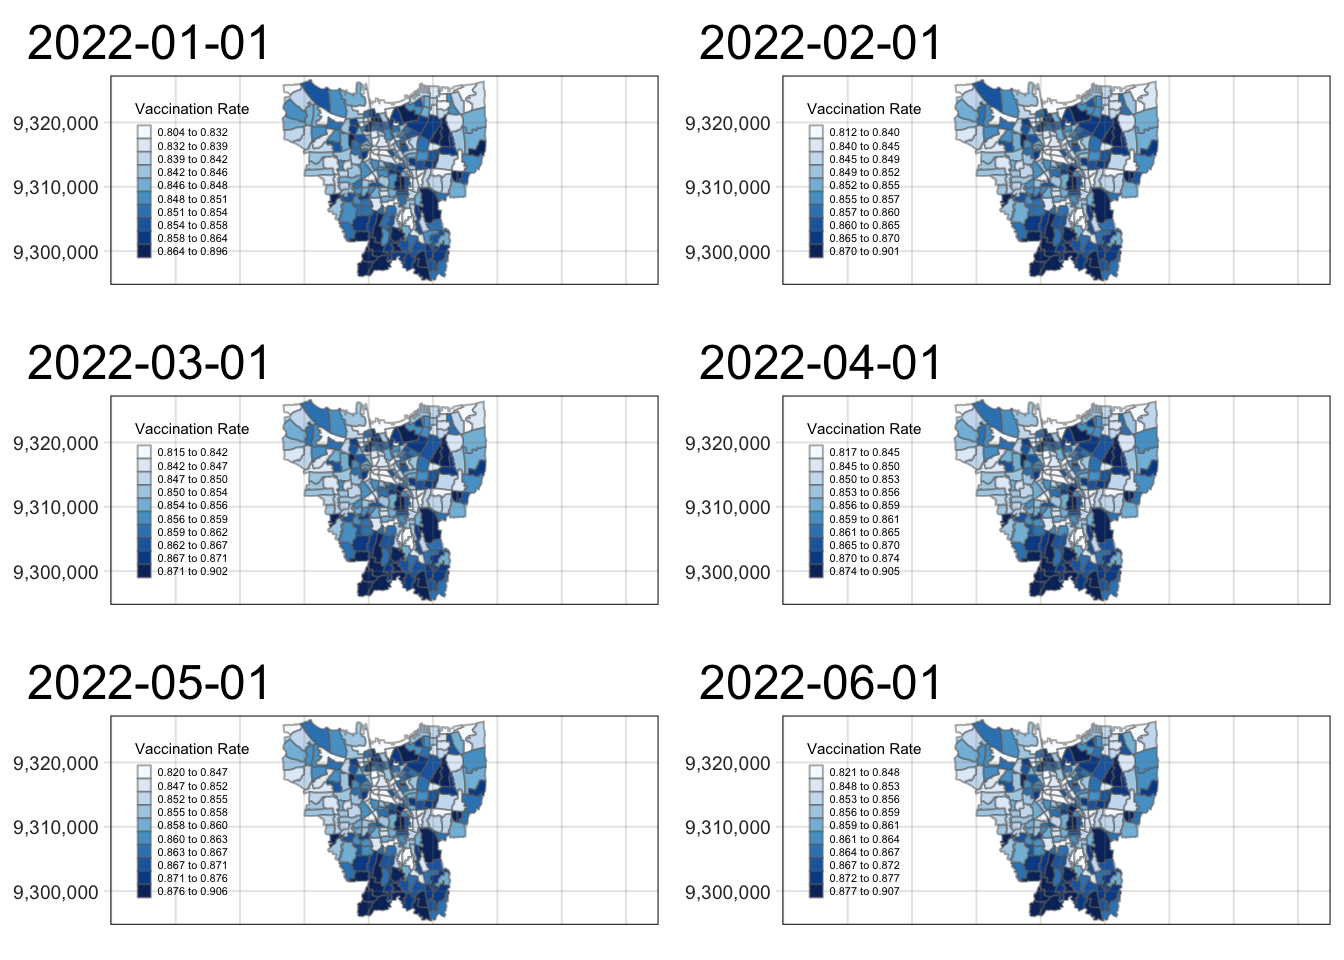 2022-01-01
Vaccination Rate
0.804 to 0.832
0.832 to 0.839
0.839 to 0.842
0.842 to 0.846
0.846 to 0.848
0.848 to 0.851
0.851 to 0.854
0.854 to 0.858
0.858 to 0.864
0.864 to 0.896
9,320,000
9,310,000
9,300,000
2022-02-01
Vaccination Rate
0.812 to 0.840
0.840 to 0.845
0.845 to 0.849
0.849 to 0.852
0.852 to 0.855
0.855 to 0.857
0.857 to 0.860
0.860 to 0.865
0.865 to 0.870
0.870 to 0.901
9,320,000
9,310,000
9,300,000
2022-03-01
Vaccination Rate
0.815 to 0.842
0.842 to 0.847
0.847 to 0.850
0.850 to 0.854
0.854 to 0.856
0.856 to 0.859
0.859 to 0.862
0.862 to 0.867
0.867 to 0.871
0.871 to 0.902
9,320,000
9,310,000
9,300,000
2022-04-01
Vaccination Rate
0.817 to 0.845
0.845 to 0.850
0.850 to 0.853
0.853 to 0.856
0.856 to 0.859
0.859 to 0.861
0.861 to 0.865
0.865 to 0.870
0.870 to 0.874
0.874 to 0.905
9,320,000
9,310,000
9,300,000
2022-05-01
Vaccination Rate
0.820 to 0.847
0.847 to 0.852
0.852 to 0.855
0.855 to 0.858
0.858 to 0.860
0.860 to 0.863
0.863 to 0.867
0.867 to 0.871
0.871 to 0.876
0.876 to 0.906
9,320,000
9,310,000
9,300,000
2022-06-01
Vaccination Rate
0.821 to 0.848
0.848 to 0.853
0.853 to 0.856
0.856 to 0.859
0.859 to 0.861
0.861 to 0.864
0.864 to 0.867
0.867 to 0.872
0.872 to 0.877
0.877 to 0.907
9,320,000
9,310,000
9,300,000